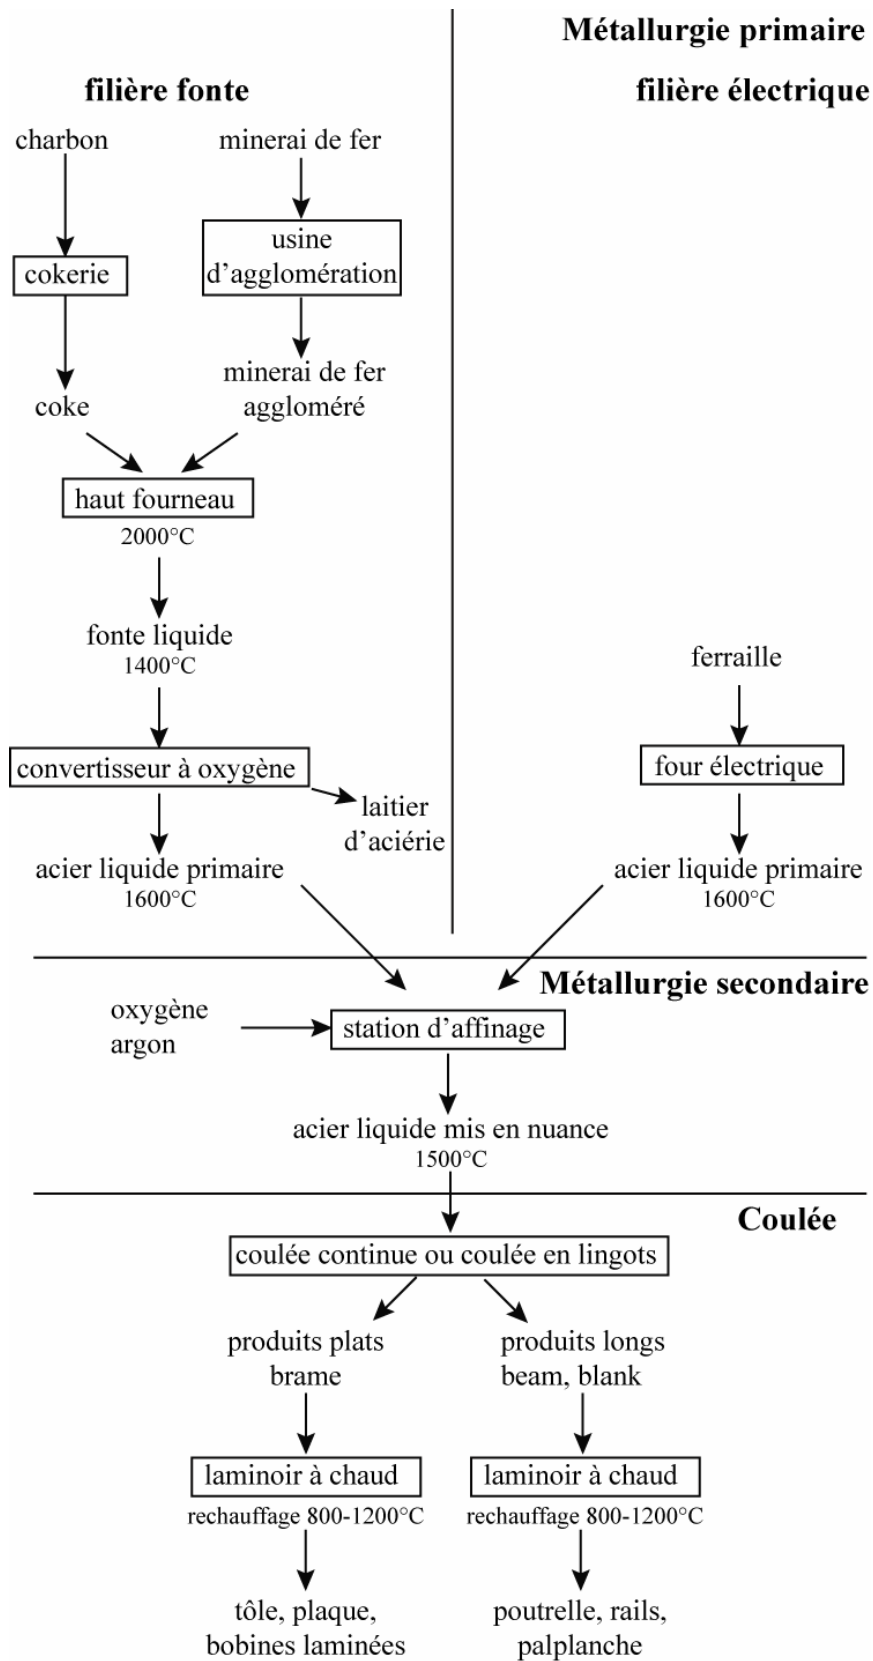 Métallurgie primaire
filière fonte
filière électrique
charbon
minerai de fer
usine
d'agglomération
cokerie
minerai de fer
aggloméré
coke
haut fourneau
2000°C
fonte liquide
1400°C
ferraille
convertisseur à oxygène
four électrique
laitier
d'aciérie
acier liquide primaire
1600°C
acier liquide primaire
1600°C
Métallurgie secondaire
oxygène
argon
station d'affinage
acier liquide mis en nuance
1500°C
Coulée
coulée continue ou coulée en lingots
produits plats
brame
produits longs
beam, blank
laminoir à chaud
rechauffage 800-1200°C
laminoir à chaud
rechauffage 800-1200°C
tôle, plaque,
bobines laminées
poutrelle, rails,
palplanche